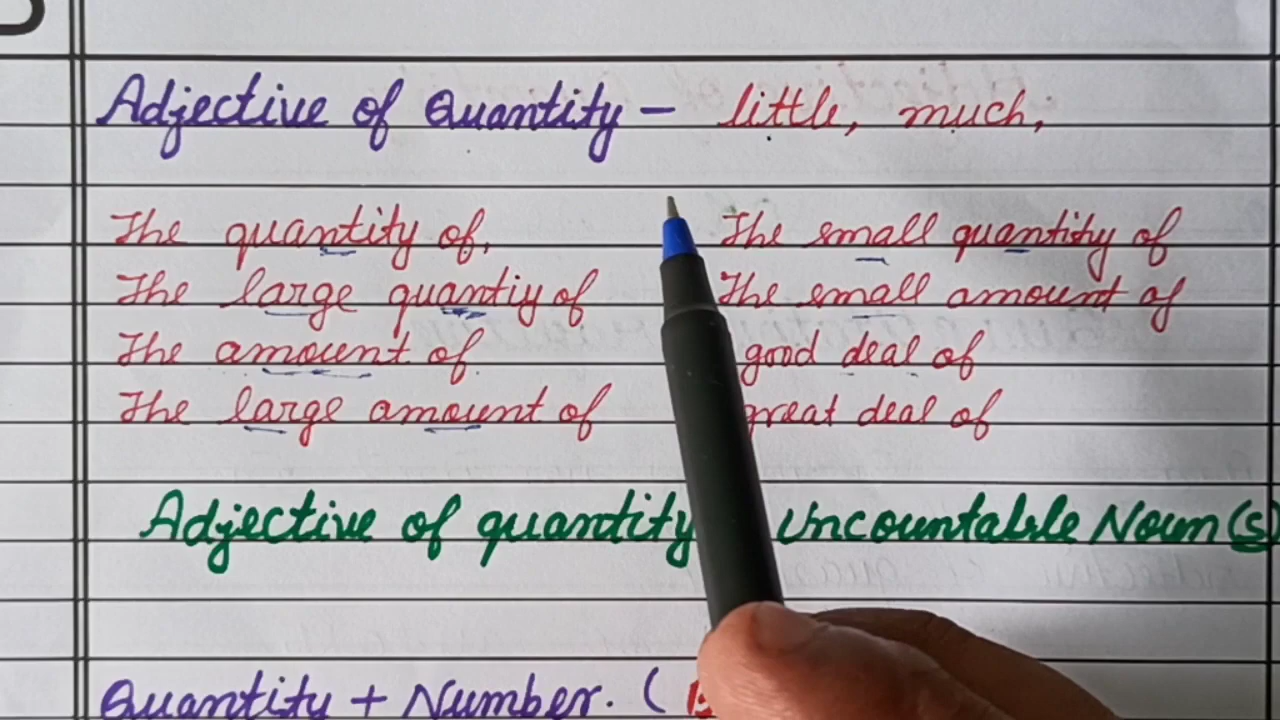 Adjective of Quantity – little, much,
The quantity of, The small quantity of
The large quantiy of The small amount of
The amount of good deal of
The large amount of great deal of
Adjective of quantity Uncountable Noun(s
Quantity + Number. (